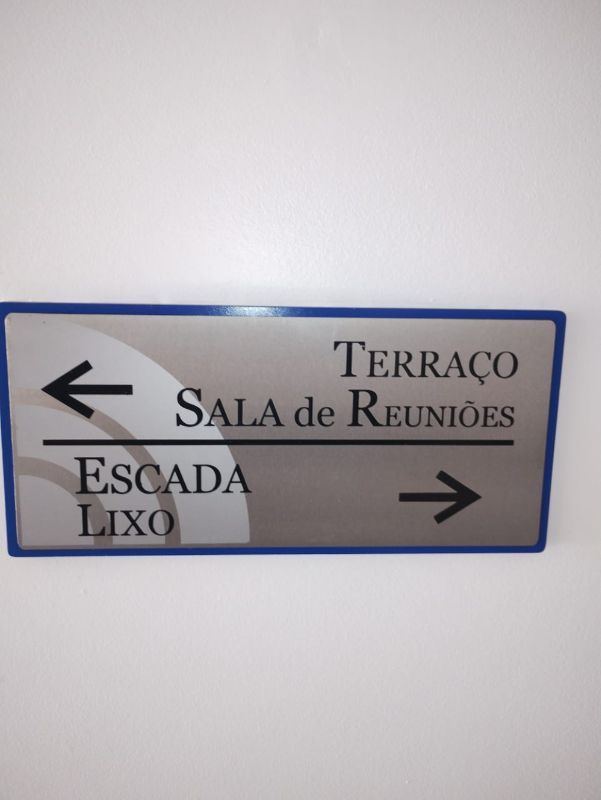 TERRAÇO
SALA de REUNIÕES
ESCADA
LIXO